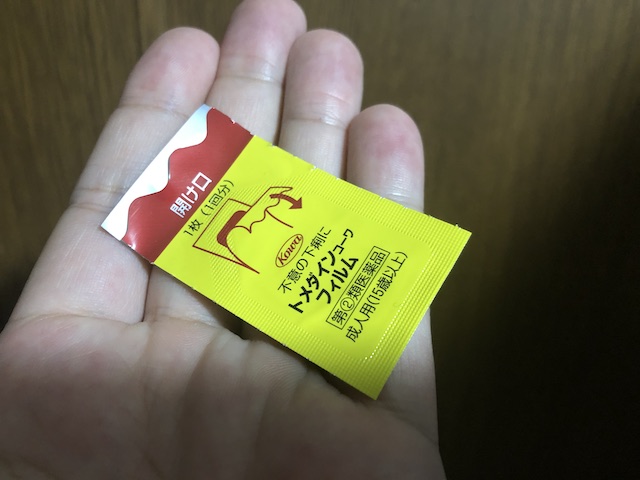 開け口
1枚(1回分)
Kowa
不意の下痢に
トメダインコーワ
フィルム
第②類医薬品
成人用(15歳以上)